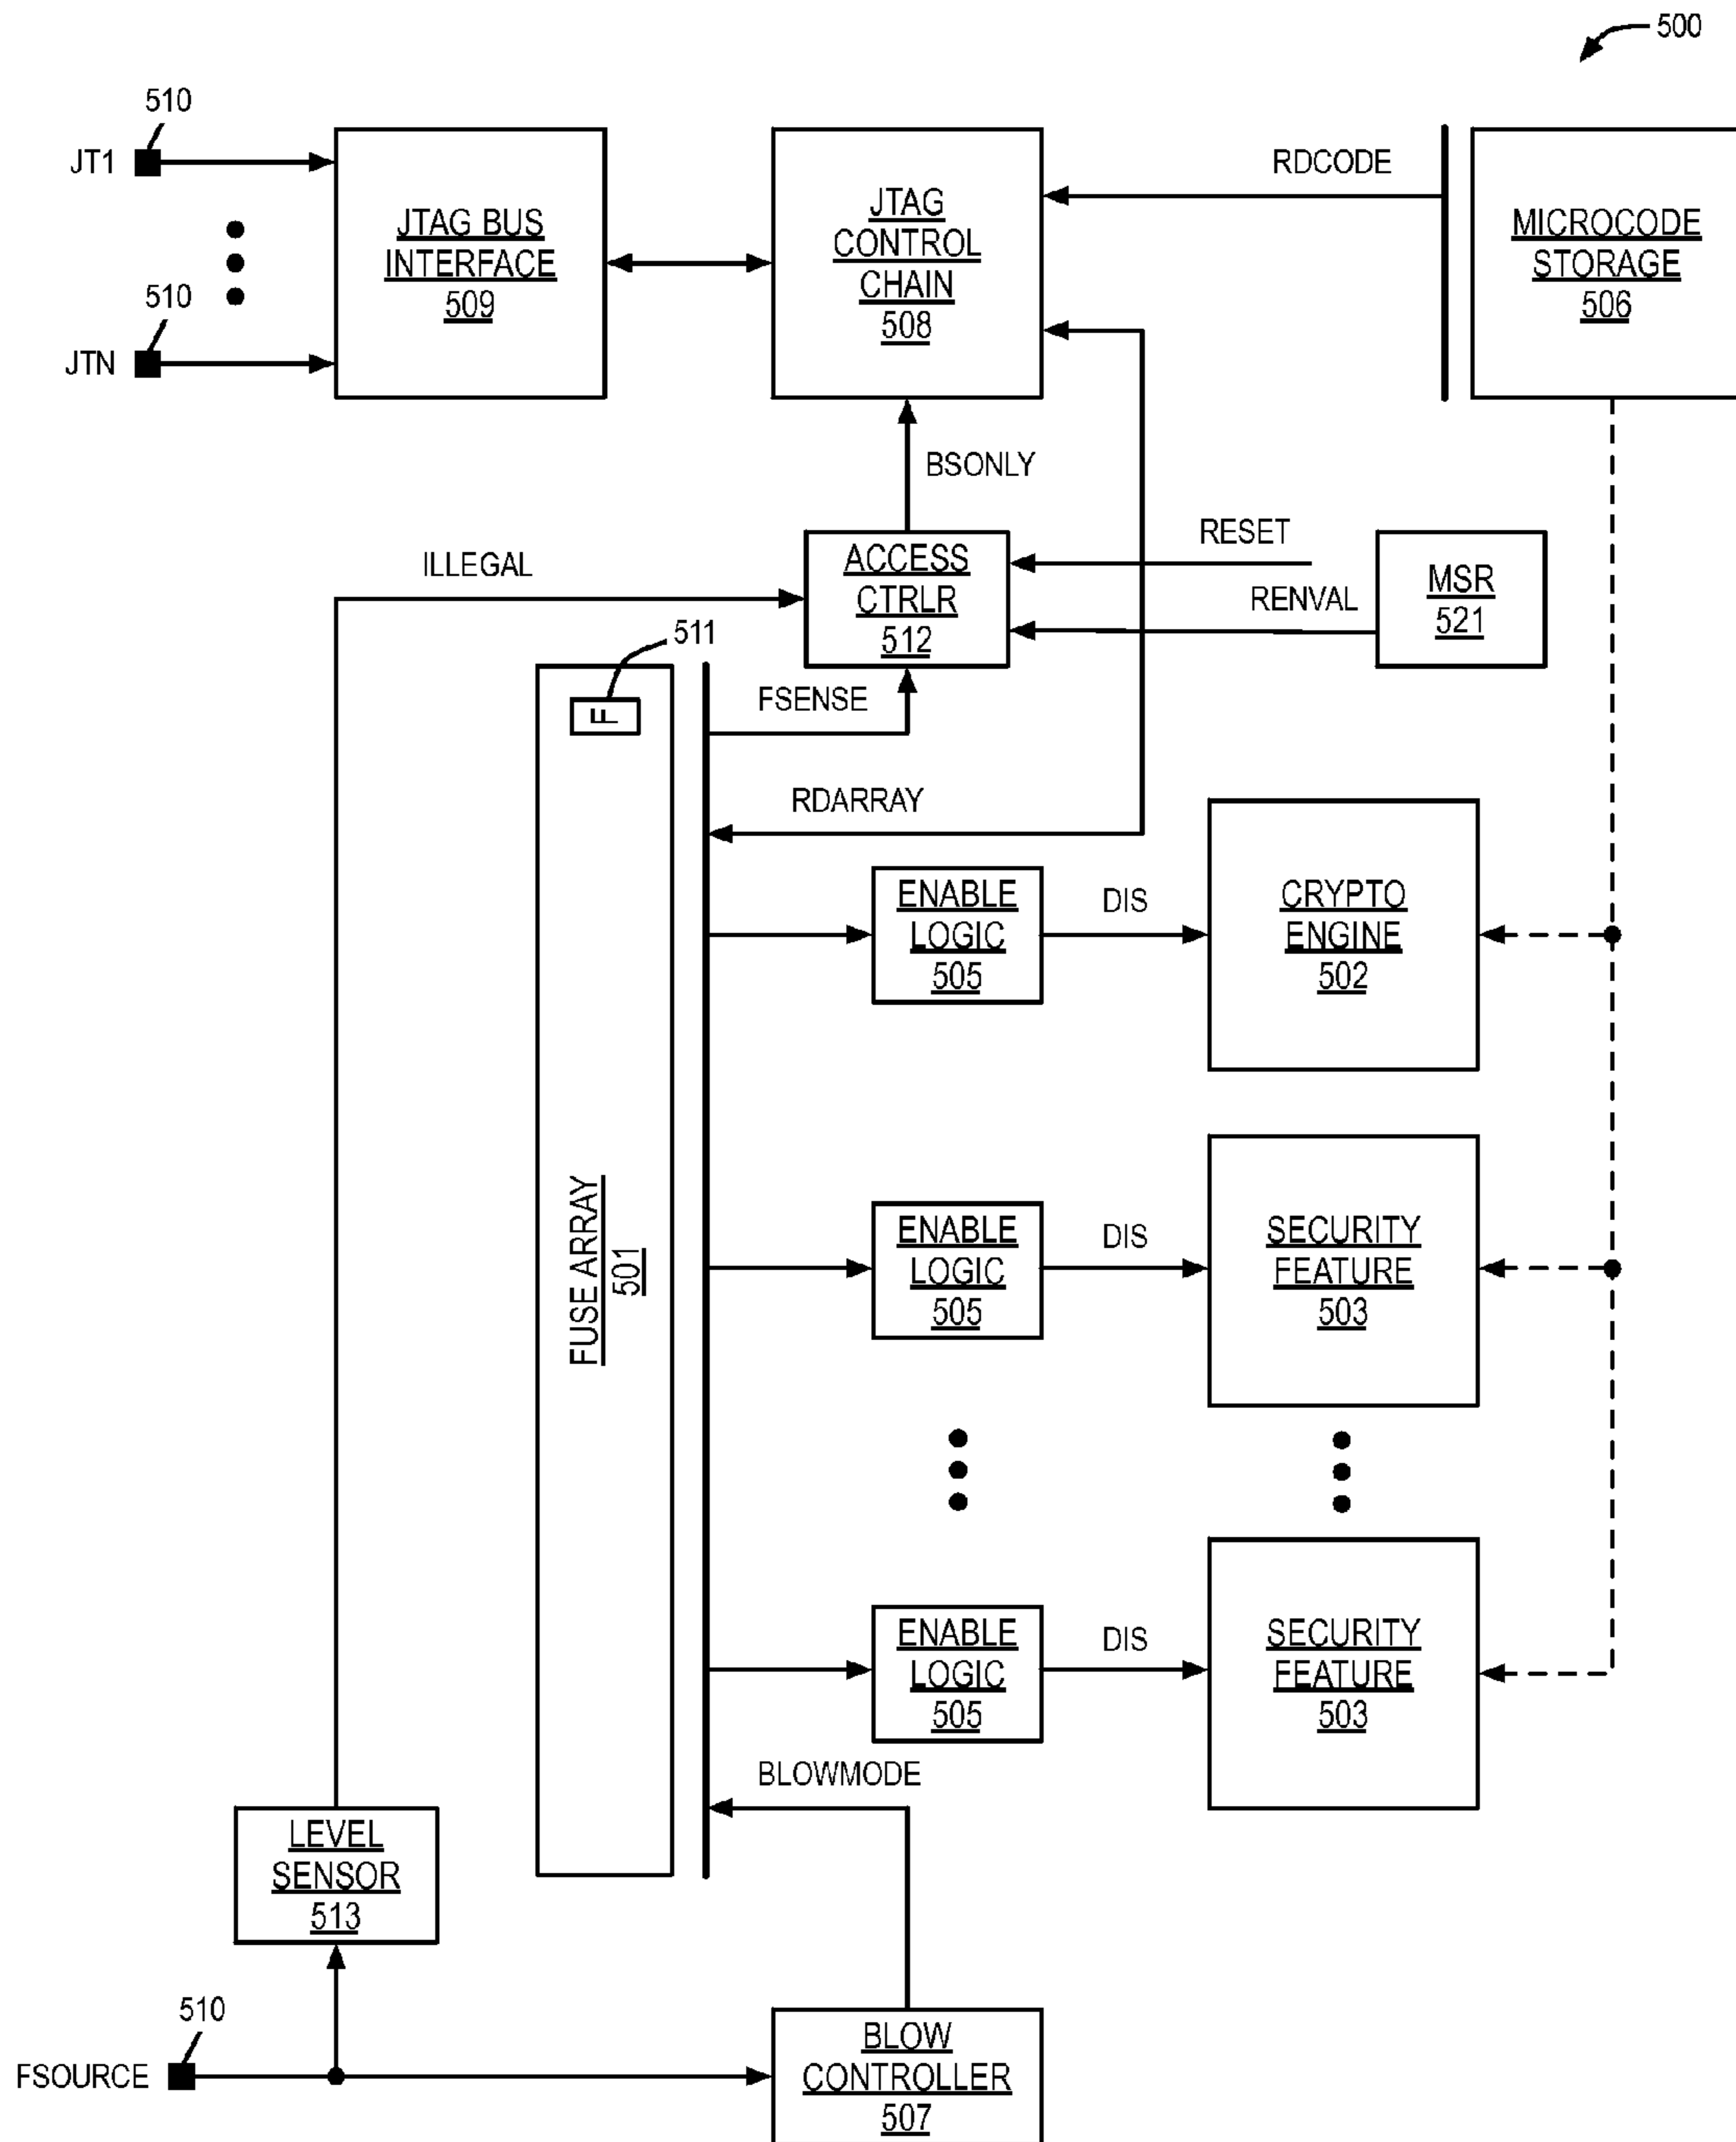 500
510
JT1
JTAG BUS
INTERFACE
509
510
JTN
JTAG
CONTROL
CHAIN
508
RDCODE
MICROCODE
STORAGE
506
BSONLY
ILLEGAL
ACCESS
CTRLR
512
RESET
RENVAL
MSR
521
511
F
FSENSE
RDARRAY
FUSE ARRAY
501
ENABLE
LOGIC
505
DIS
CRYPTO
ENGINE
502
ENABLE
LOGIC
505
DIS
SECURITY
FEATURE
503
ENABLE
LOGIC
505
DIS
SECURITY
FEATURE
503
BLOWMODE
LEVEL
SENSOR
513
510
FSOURCE
BLOW
CONTROLLER
507